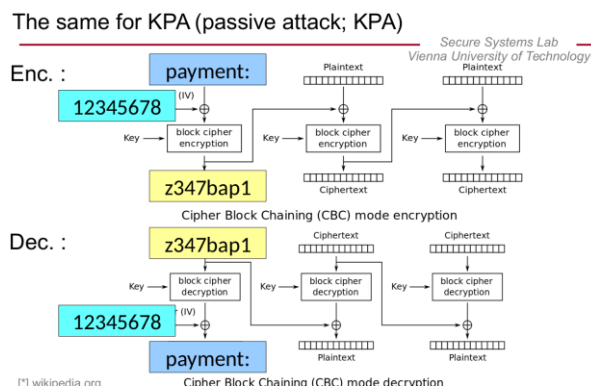 The same for KPA (passive attack; KPA)
Secure Systems Lab
Vienna University of Technology
Enc. :
payment:
Plaintext
Plaintext
12345678
(IV)
Key
block cipher
encryption
Key
block cipher
encryption
Key
block cipher
encryption
z347bap1
Ciphertext
Ciphertext
Cipher Block Chaining (CBC) mode encryption
Dec. :
z347bap1
Ciphertext
Ciphertext
Key
block cipher
decryption
Key
block cipher
decryption
Key
block cipher
decryption
12345678
(IV)
payment:
Plaintext
Plaintext
[*] wikipedia.org
Cipher Block Chaining (CBC) mode decryption